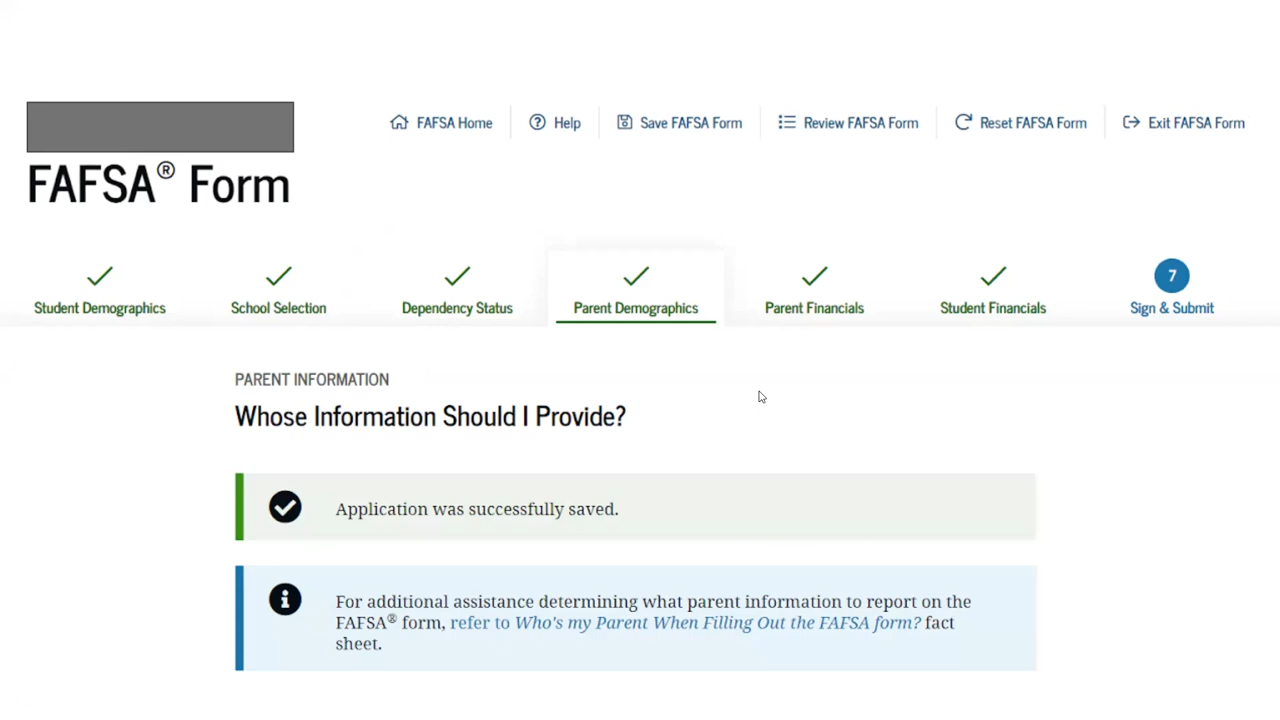 FAFSA Home
Help
Save FAFSA Form
Review FAFSA Form
Reset FAFSA Form
Exit FAFSA Form
FAFSA® Form
7
Student Demographics
School Selection
Dependency Status
Parent Demographics
Parent Financials
Student Financials
Sign & Submit
PARENT INFORMATION
Whose Information Should I Provide?
Application was successfully saved.
For additional assistance determining what parent information to report on the
FAFSA® form, refer to Who's my Parent When Filling Out the FAFSA form? fact
sheet.